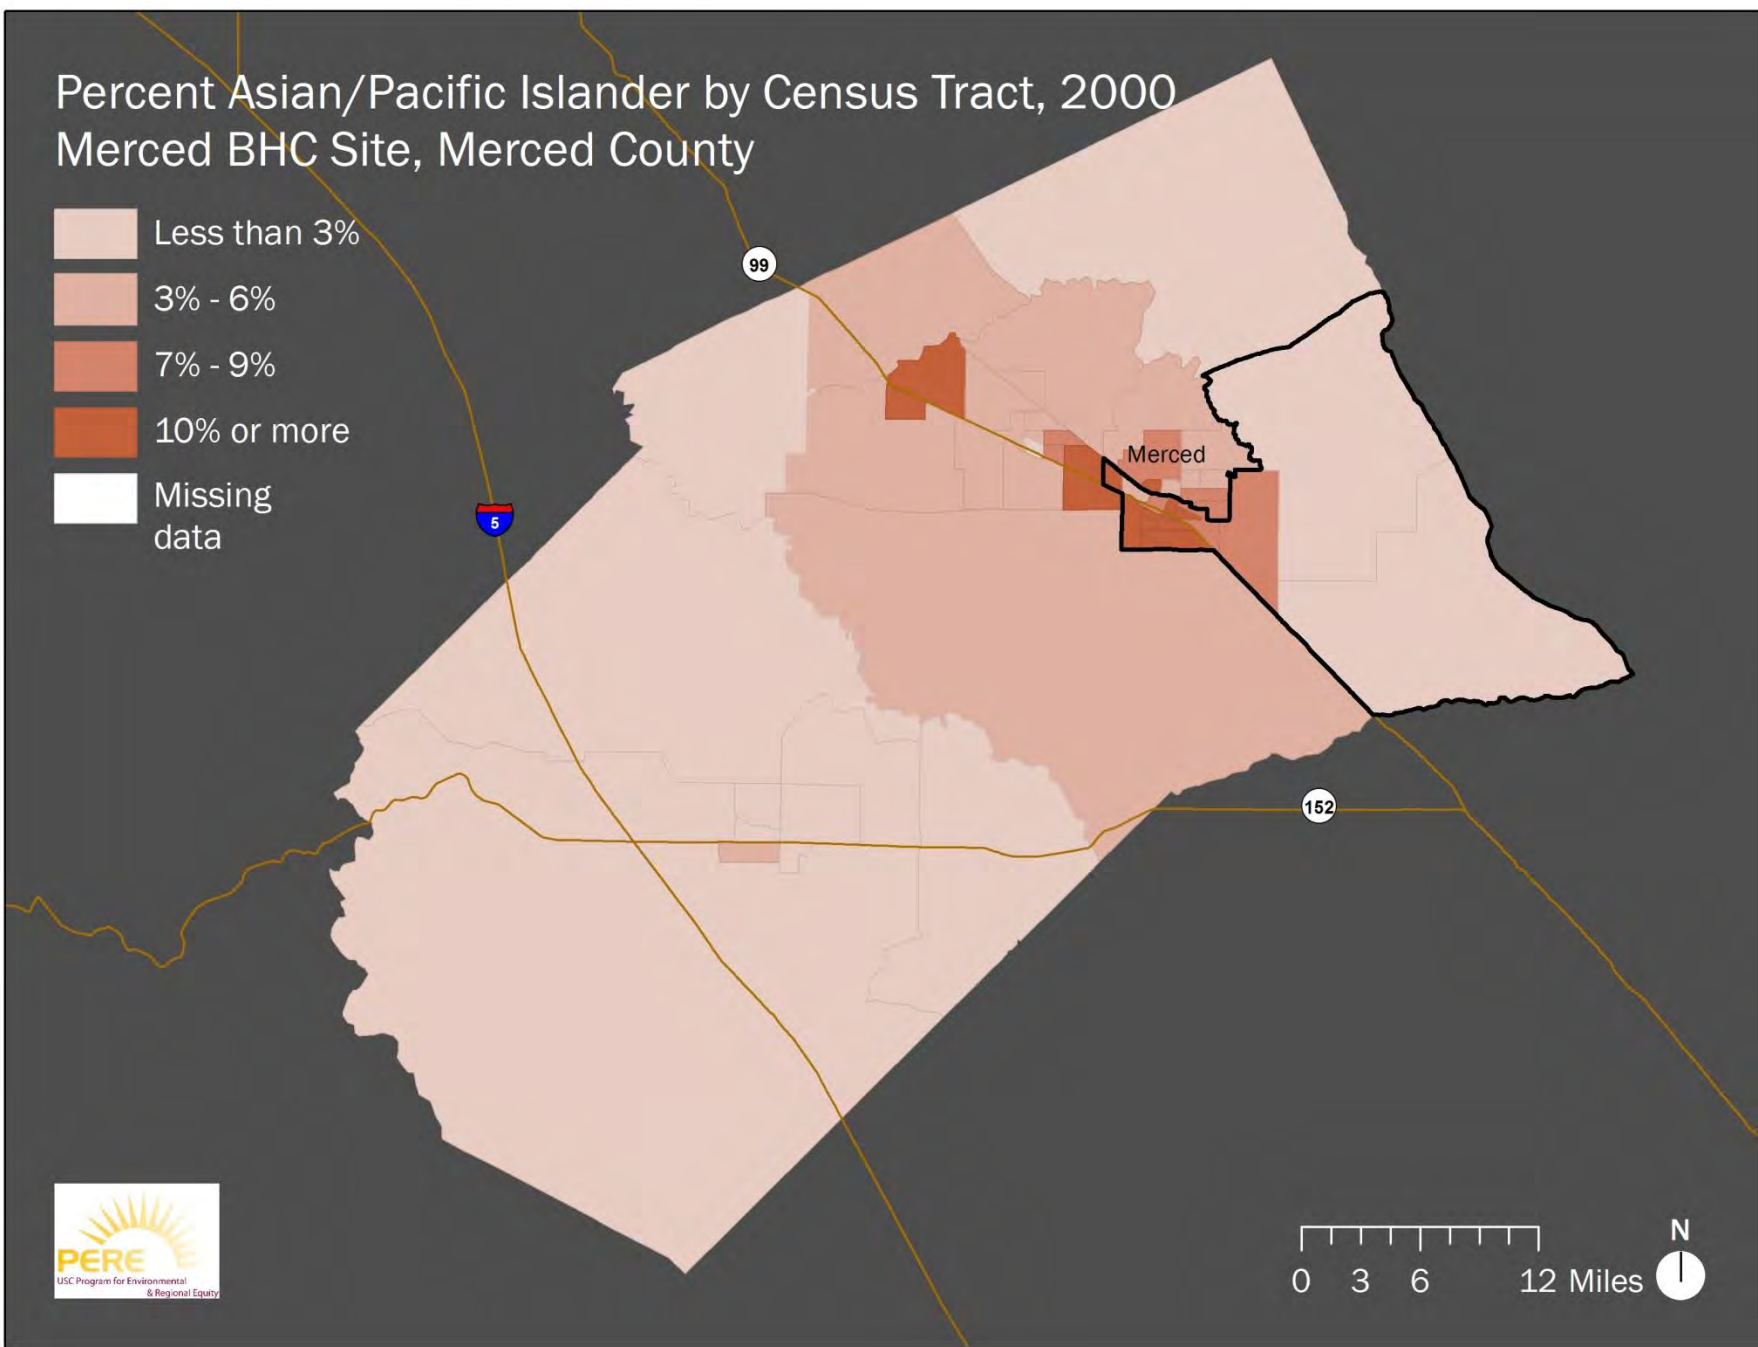 Percent Asian/Pacific Islander by Census Tract, 2000
Merced BHC Site, Merced County
Less than 3%
3% - 6%
7% - 9%
10% or more
Missing
data
99
Merced
5
152
PERE
USC Program for Environmental
& Regional Equity
N
0 3 6 12 Miles